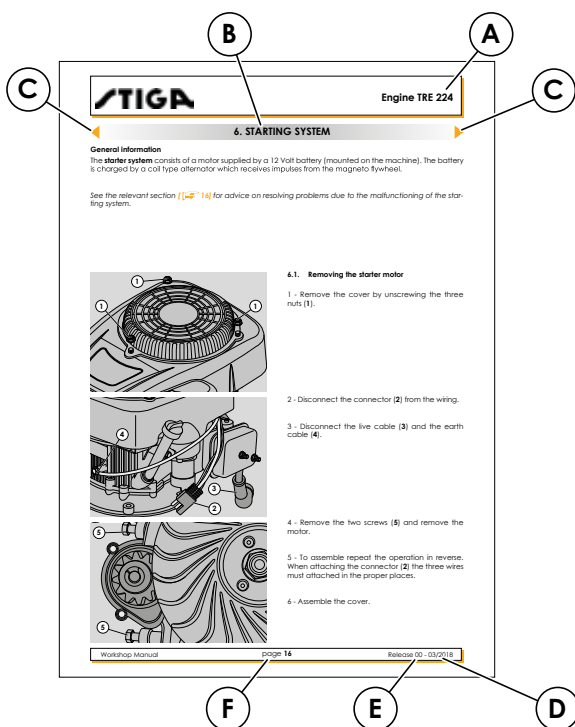 B
A
C
C
STIGA
Engine TRE 224
6. STARTING SYSTEM
General information
The starter system consists of a motor supplied by a 12 Volt battery (mounted on the machine). The battery
is charged by a coil type alternator which receives impulses from the magneto flywheel.
See the relevant section [ 16] for advice on resolving problems due to the malfunctioning of the star-
ting system.
6.1. Removing the starter motor
1 - Remove the cover by unscrewing the three
nuts (1).
1
1
1
2 - Disconnect the connector (2) from the wiring.
3 - Disconnect the live cable (3) and the earth
cable (4).
4
3
2
4 - Remove the two screws (5) and remove the
motor.
5 - To assemble repeat the operation in reverse.
When attaching the connector (2) the three wires
must attached in the proper places.
6 - Assemble the cover.
5
5
Workshop Manual
page 16
Release 00 - 03/2018
F
E
D